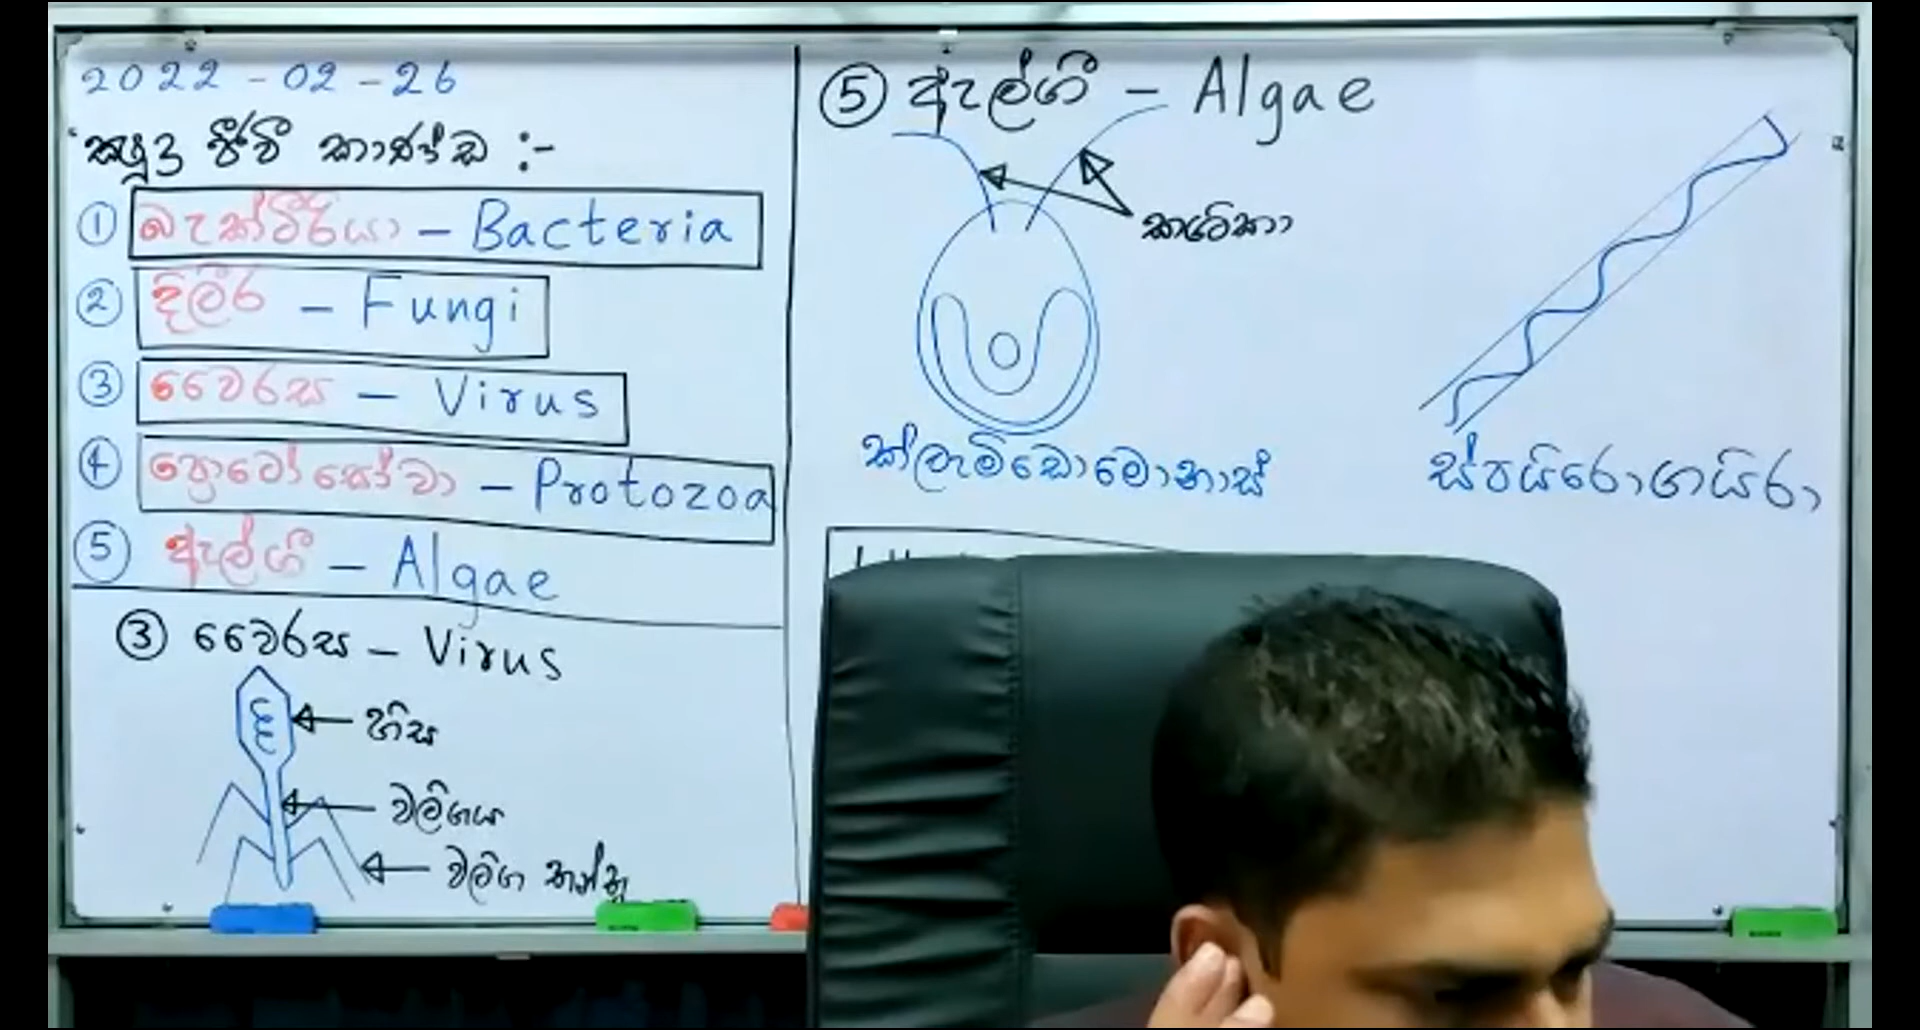 2022 - 02 - 26
ක්ෂුද්‍ර ජීවී කාණ්ඩ :-
① බැක්ටීරියා - Bacteria
② දිලීර - Fungi
③ වෛරස - Virus
④ ප්‍රොටෝසෝවා - Protozoa
⑤ ඇල්ගී - Algae
③ වෛරස - Virus
හිස
වලිගය
වලිග තන්තු
⑤ ඇල්ගී - Algae
කශිකා
ක්ලැමිඩොමොනාස්
ස්පයිරොගයිරා